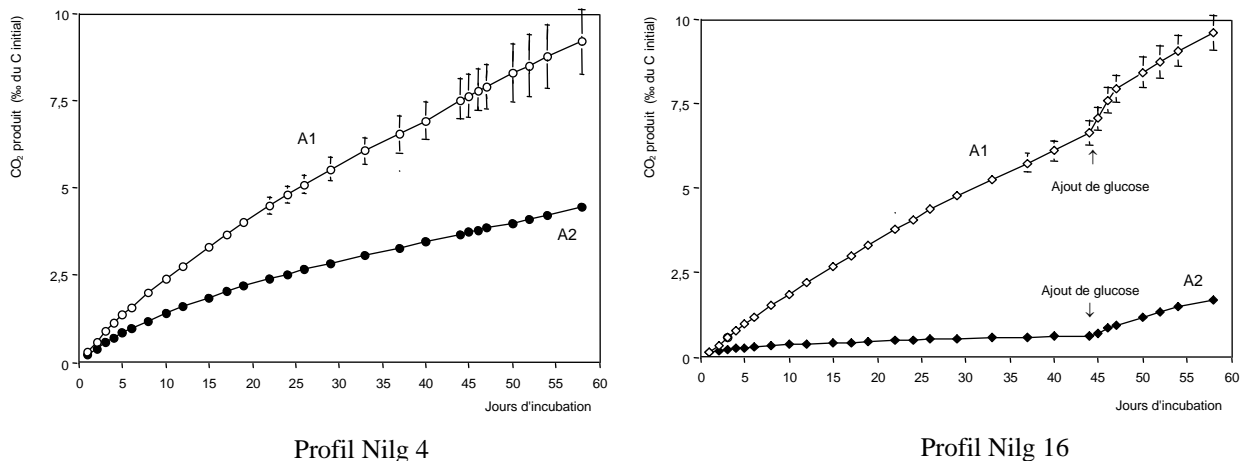 10
7,5
5
2,5
0
CO₂ produit (‰ du C initial)
A1
A2
0 5 10 15 20 25 30 35 40 45 50 55 60
Jours d'incubation
Profil Nilg 4
10
7,5
5
2,5
0
CO₂ produit (‰ du C initial)
A1
↑
Ajout de glucose
Ajout de glucose
↓
A2
0 5 10 15 20 25 30 35 40 45 50 55 60
Jours d'incubation
Profil Nilg 16